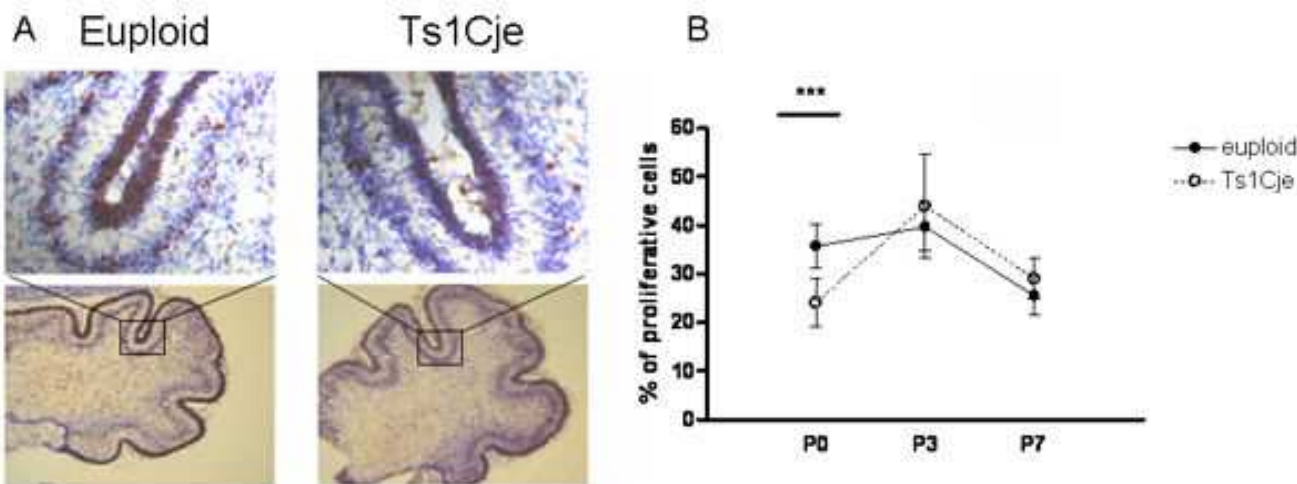 A Euploid Ts1Cje B
***
60
50
40
30
20
10
0
% of proliferative cells
P0 P3 P7
euploid
Ts1Cje